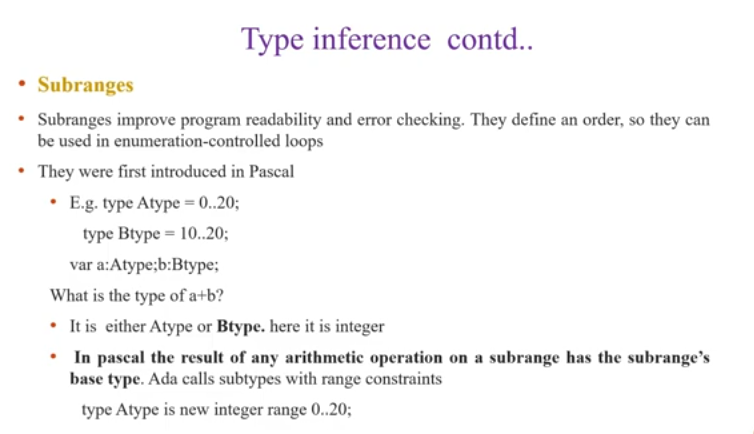 Type inference contd..
• Subranges
• Subranges improve program readability and error checking. They define an order, so they can
be used in enumeration-controlled loops
• They were first introduced in Pascal
• E.g. type Atype = 0..20;
type Btype = 10..20;
var a:Atype;b:Btype;
What is the type of a+b?
• It is either Atype or Btype. here it is integer
• In pascal the result of any arithmetic operation on a subrange has the subrange's
base type. Ada calls subtypes with range constraints
type Atype is new integer range 0..20;